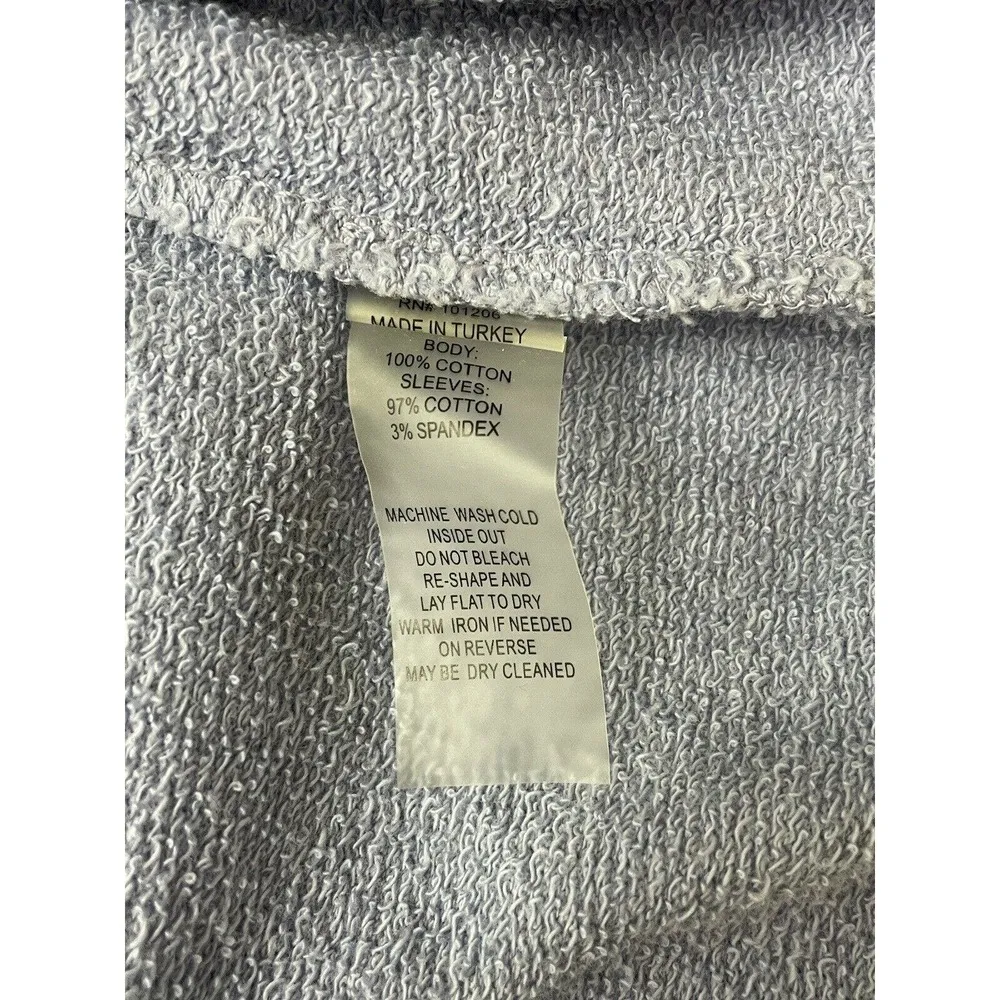 RN# 101206
MADE IN TURKEY
BODY:
100% COTTON
SLEEVES:
97% COTTON
3% SPANDEX
MACHINE WASH COLD
INSIDE OUT
DO NOT BLEACH
RE-SHAPE AND
LAY FLAT TO DRY
WARM IRON IF NEEDED
ON REVERSE
MAY BE DRY CLEANED